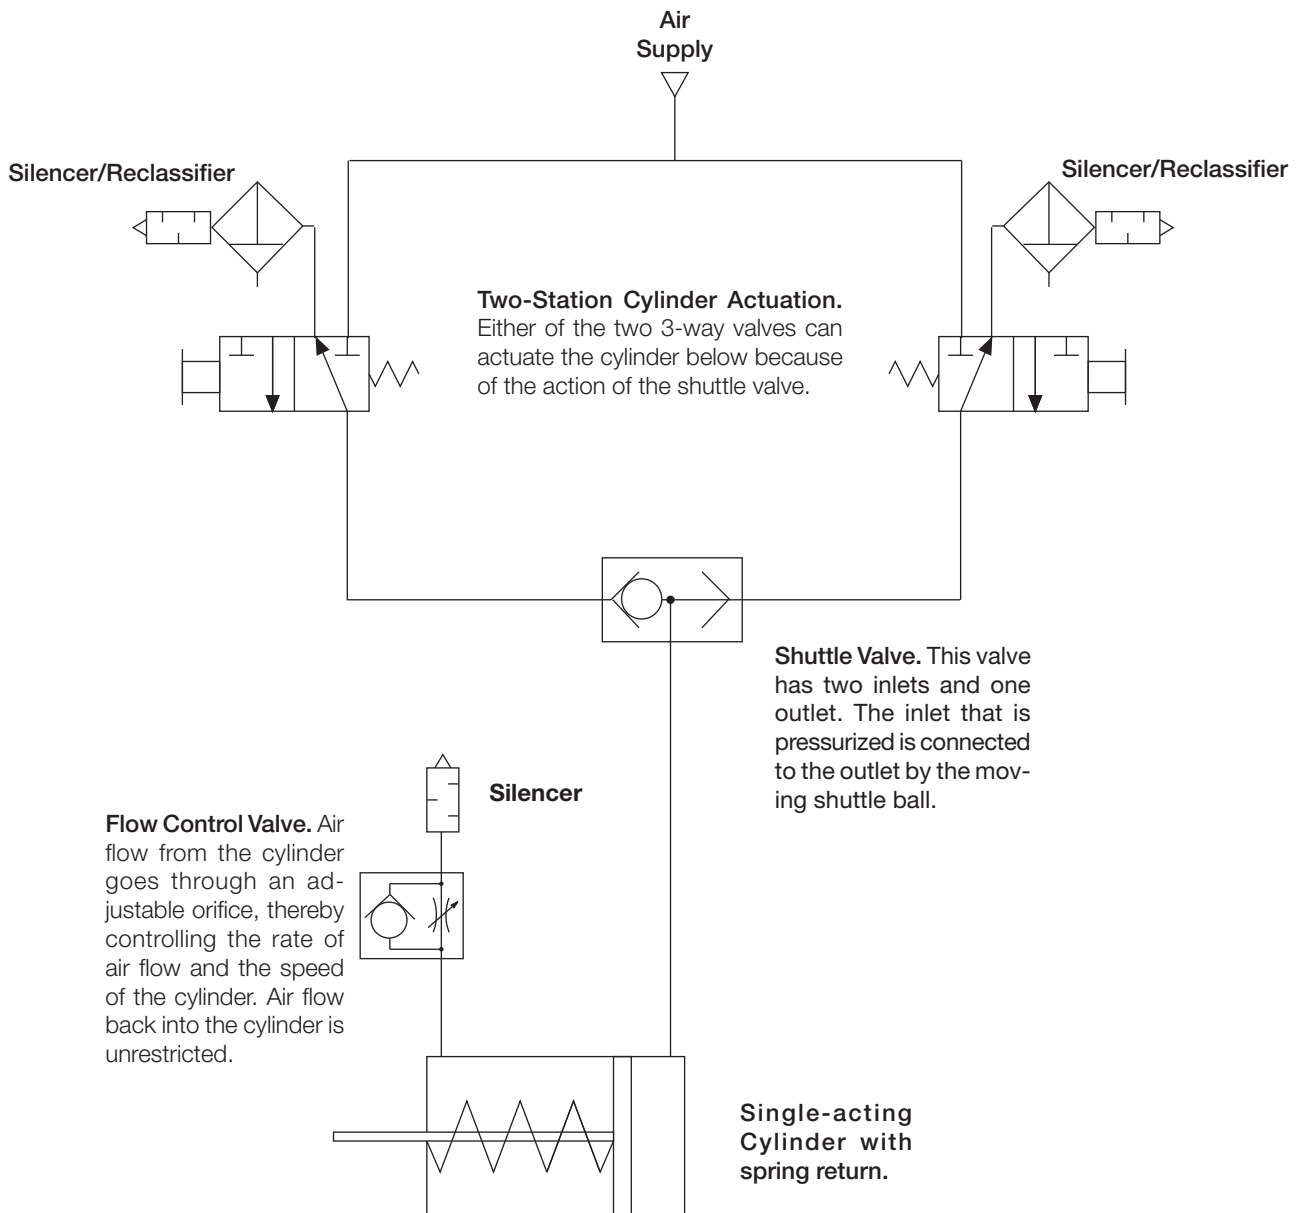 Air
Supply
Silencer/Reclassifier
Silencer/Reclassifier
Two-Station Cylinder Actuation.
Either of the two 3-way valves can
actuate the cylinder below because
of the action of the shuttle valve.
Shuttle Valve. This valve
has two inlets and one
outlet. The inlet that is
pressurized is connected
to the outlet by the mov-
ing shuttle ball.
Silencer
Flow Control Valve. Air
flow from the cylinder
goes through an ad-
justable orifice, thereby
controlling the rate of
air flow and the speed
of the cylinder. Air flow
back into the cylinder is
unrestricted.
Single-acting
Cylinder with
spring return.